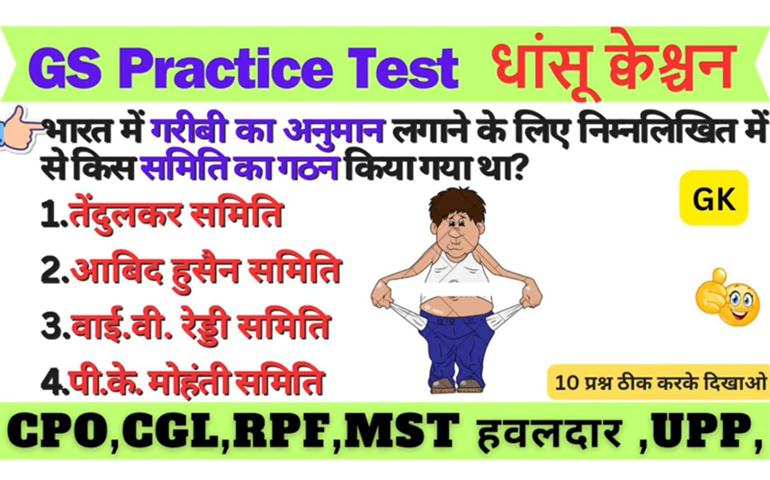 GS Practice Test धांसू क्वेश्चन
भारत में गरीबी का अनुमान लगाने के लिए निम्नलिखित में
से किस समिति का गठन किया गया था?
GK
1.तेंदुलकर समिति
2.आबिद हुसैन समिति
3.वाई.वी. रेड्डी समिति
4.पी.के. मोहंती समिति
10 प्रश्न ठीक करके दिखाओ
CPO,CGL,RPF,MST हवलदार ,UPP,